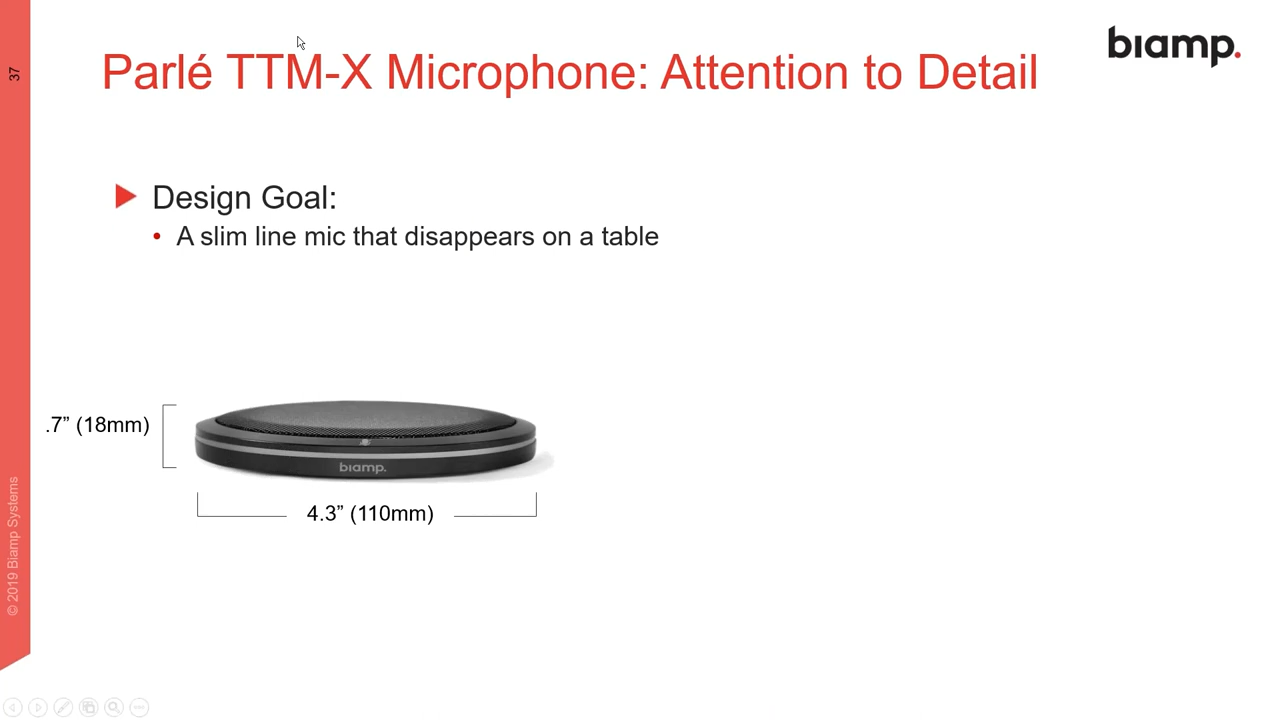 37
biamp.
Parlé TTM-X Microphone: Attention to Detail
Design Goal:
• A slim line mic that disappears on a table
.7” (18mm)
biamp.
4.3” (110mm)
© 2019 Biamp Systems